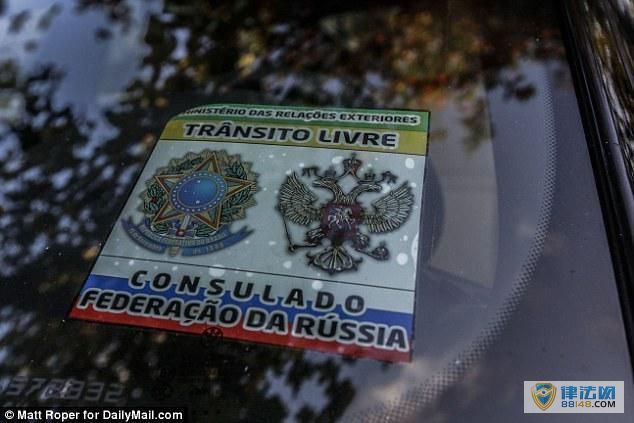 MINISTÉRIO DAS RELAÇÕES EXTERIORES
TRÂNSITO LIVRE
CONSULADO
FEDERAÇÃO DA RÚSSIA
© Matt Roper for DailyMail.com
律法网
88148.com